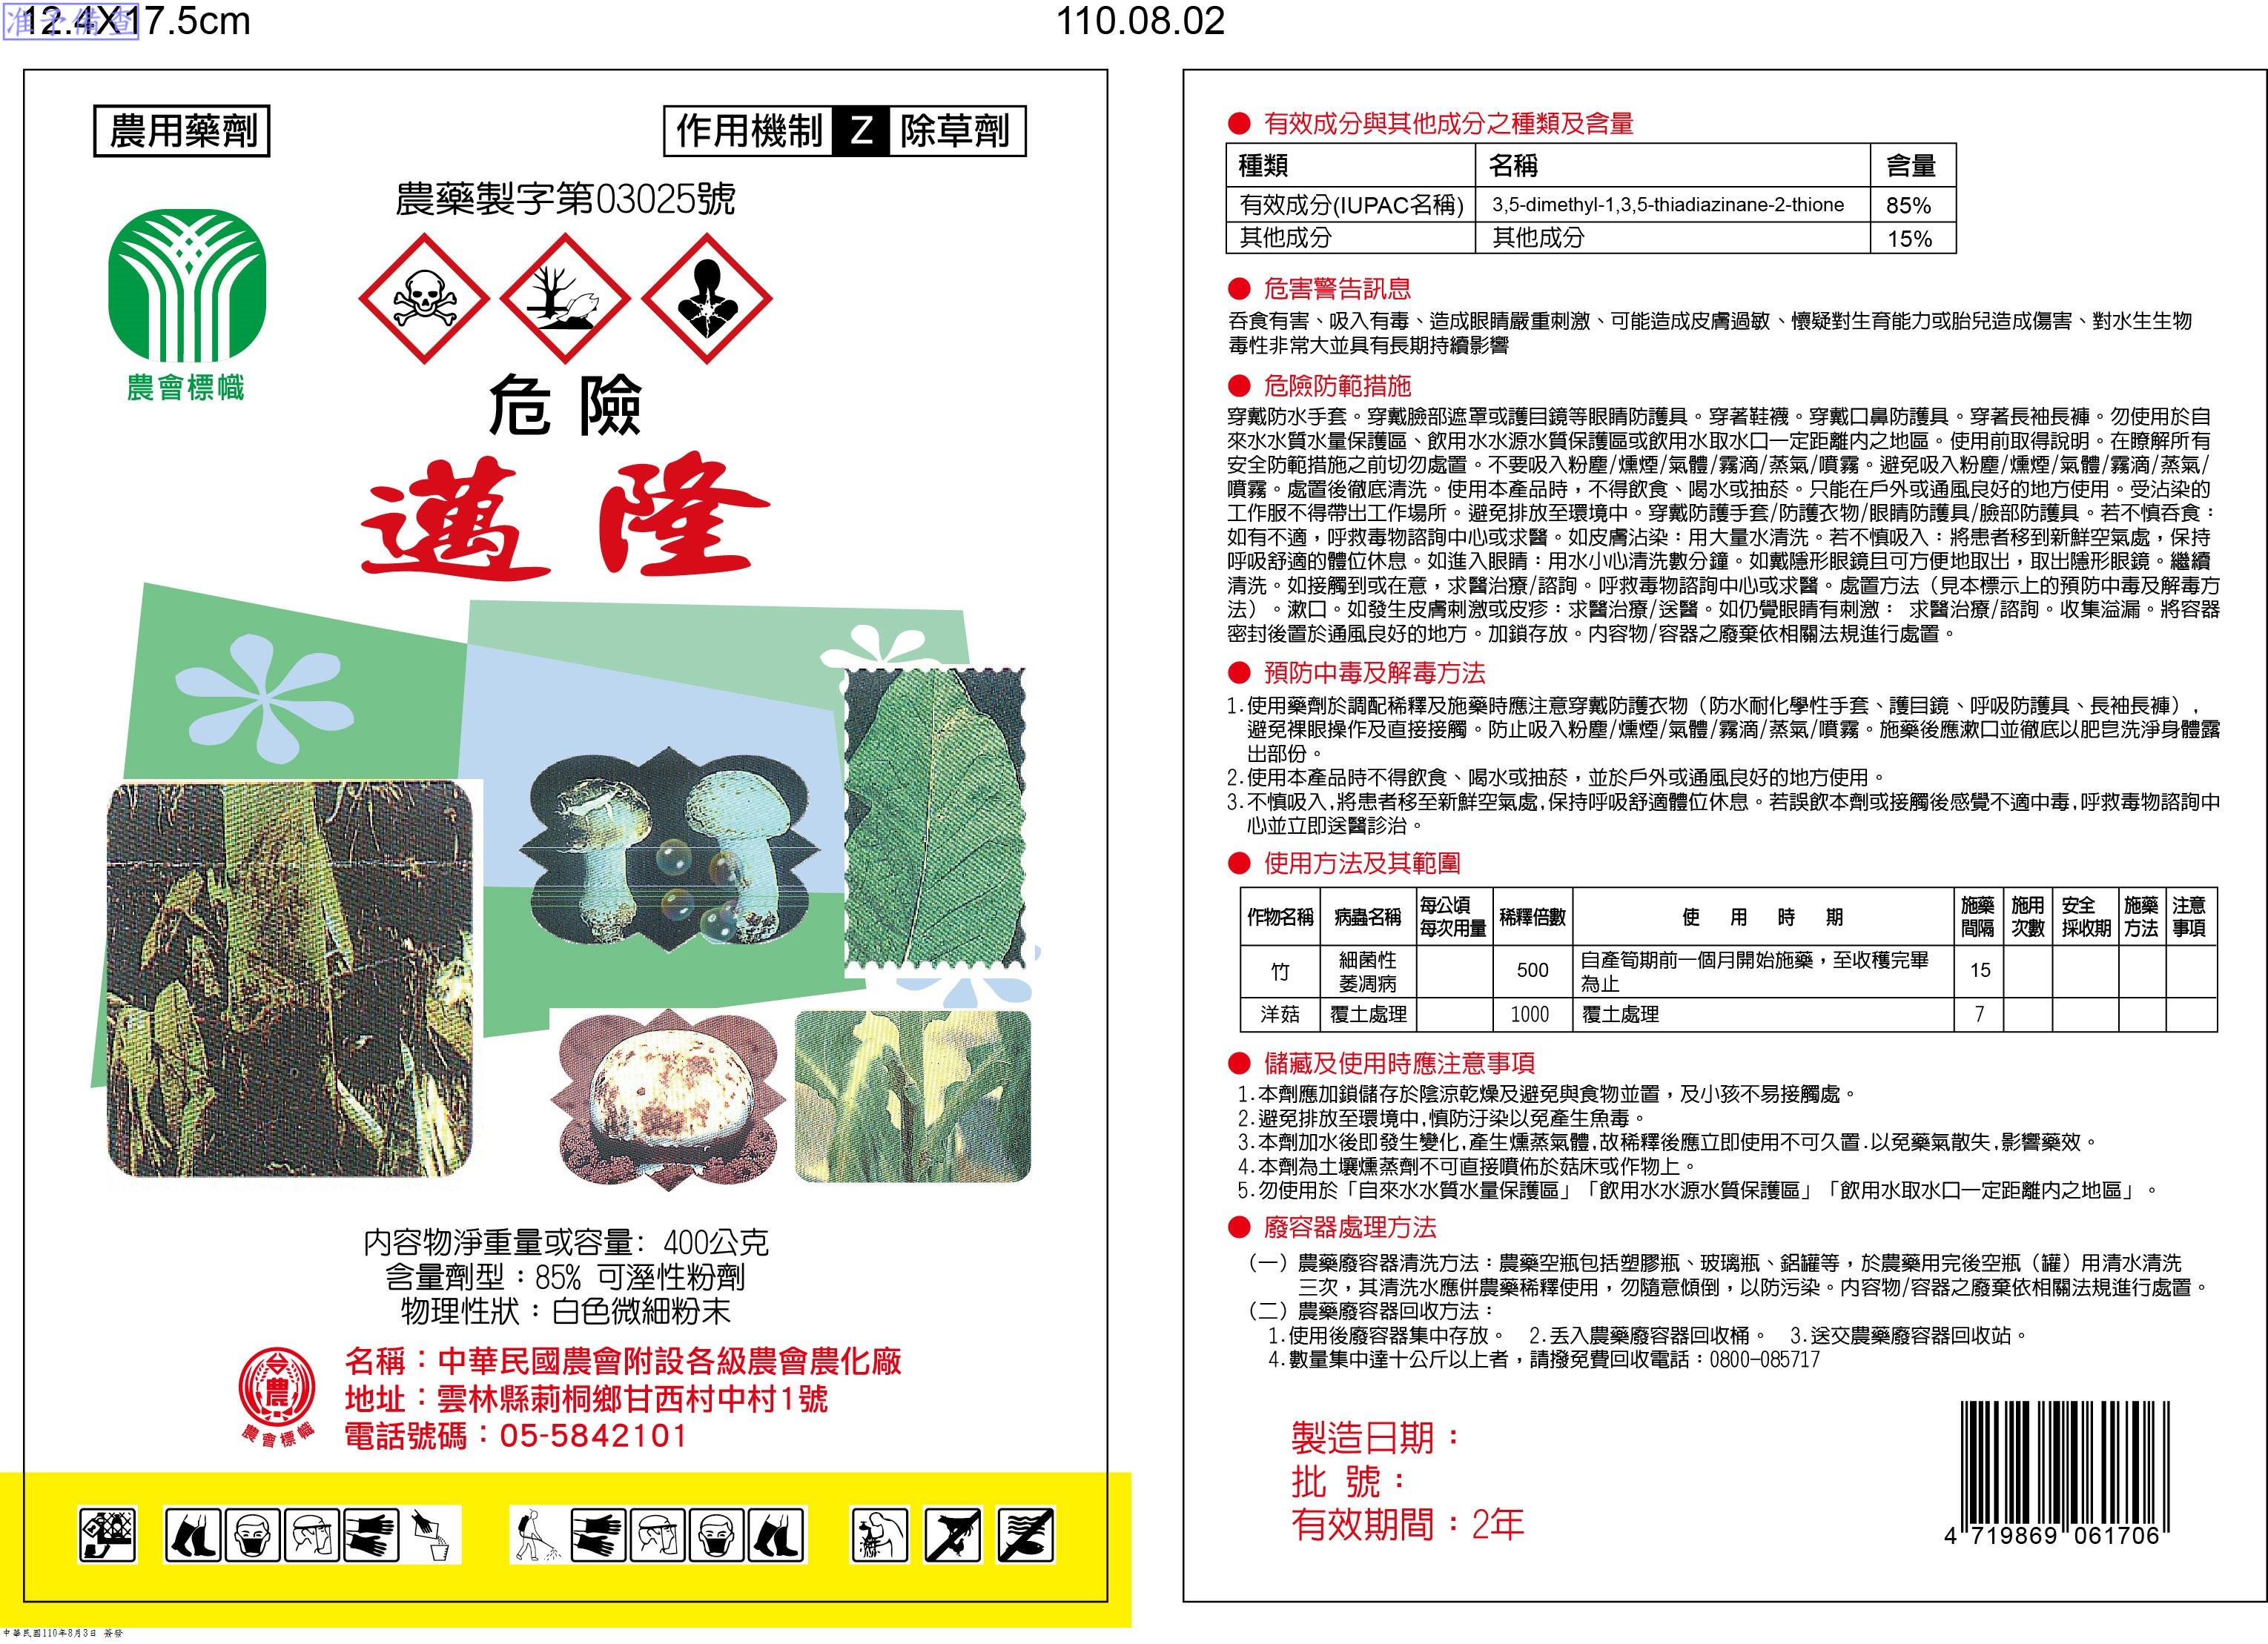 准予備查
12.4X17.5cm
110.08.02
農用藥劑
作用機制 Z 除草劑
農藥製字第03025號
農會標幟
危險
邁隆
內容物淨重量或容量: 400公克
含量劑型：85% 可溼性粉劑
物理性狀：白色微細粉末
農
農會標幟
名稱：中華民國農會附設各級農會農化廠
地址：雲林縣莿桐鄉甘西村中村1號
電話號碼：05-5842101
中華民國110年8月3日 簽發
● 有效成分與其他成分之種類及含量
種類 名稱 含量
有效成分(IUPAC名稱) 3,5-dimethyl-1,3,5-thiadiazinane-2-thione 85%
其他成分 其他成分 15%
● 危害警告訊息
吞食有害、吸入有毒、造成眼睛嚴重刺激、可能造成皮膚過敏、懷疑對生育能力或胎兒造成傷害、對水生生物
毒性非常大並具有長期持續影響
● 危險防範措施
穿戴防水手套。穿戴臉部遮罩或護目鏡等眼睛防護具。穿著鞋襪。穿戴口鼻防護具。穿著長袖長褲。勿使用於自
來水水質水量保護區、飲用水水源水質保護區或飲用水取水口一定距離內之地區。使用前取得說明。在瞭解所有
安全防範措施之前切勿處置。不要吸入粉塵/燻煙/氣體/霧滴/蒸氣/噴霧。避免吸入粉塵/燻煙/氣體/霧滴/蒸氣/
噴霧。處置後徹底清洗。使用本產品時，不得飲食、喝水或抽菸。只能在戶外或通風良好的地方使用。受沾染的
工作服不得帶出工作場所。避免排放至環境中。穿戴防護手套/防護衣物/眼睛防護具/臉部防護具。若不慎吞食：
如有不適，呼救毒物諮詢中心或求醫。如皮膚沾染：用大量水清洗。若不慎吸入：將患者移到新鮮空氣處，保持
呼吸舒適的體位休息。如進入眼睛：用水小心清洗數分鐘。如戴隱形眼鏡且可方便地取出，取出隱形眼鏡。繼續
清洗。如接觸到或在意，求醫治療/諮詢。呼救毒物諮詢中心或求醫。處置方法（見本標示上的預防中毒及解毒方
法）。漱口。如發生皮膚刺激或皮疹：求醫治療/送醫。如仍覺眼睛有刺激： 求醫治療/諮詢。收集溢漏。將容器
密封後置於通風良好的地方。加鎖存放。內容物/容器之廢棄依相關法規進行處置。
● 預防中毒及解毒方法
1.使用藥劑於調配稀釋及施藥時應注意穿戴防護衣物（防水耐化學性手套、護目鏡、呼吸防護具、長袖長褲），
避免裸眼操作及直接接觸。防止吸入粉塵/燻煙/氣體/霧滴/蒸氣/噴霧。施藥後應漱口並徹底以肥皂洗淨身體露
出部份。
2.使用本產品時不得飲食、喝水或抽菸，並於戶外或通風良好的地方使用。
3.不慎吸入,將患者移至新鮮空氣處,保持呼吸舒適體位休息。若誤飲本劑或接觸後感覺不適中毒,呼救毒物諮詢中
心並立即送醫診治。
● 使用方法及其範圍
作物名稱 病蟲名稱 每公頃每次用量 稀釋倍數 使用時期 施藥間隔 施用次數 安全採收期 施藥方法 注意事項
竹 細菌性萎凋病 500 自產筍期前一個月開始施藥，至收穫完畢為止 15
洋菇 覆土處理 1000 覆土處理 7
● 儲藏及使用時應注意事項
1.本劑應加鎖儲存於陰涼乾燥及避免與食物並置，及小孩不易接觸處。
2.避免排放至環境中,慎防汙染以免產生魚毒。
3.本劑加水後即發生變化,產生燻蒸氣體,故稀釋後應立即使用不可久置.以免藥氣散失,影響藥效。
4.本劑為土壤燻蒸劑不可直接噴佈於菇床或作物上。
5.勿使用於「自來水水質水量保護區」「飲用水水源水質保護區」「飲用水取水口一定距離內之地區」。
● 廢容器處理方法
（一）農藥廢容器清洗方法：農藥空瓶包括塑膠瓶、玻璃瓶、鋁罐等，於農藥用完後空瓶（罐）用清水清洗
三次，其清洗水應併農藥稀釋使用，勿隨意傾倒，以防污染。內容物/容器之廢棄依相關法規進行處置。
（二）農藥廢容器回收方法：
1.使用後廢容器集中存放。 2.丟入農藥廢容器回收桶。 3.送交農藥廢容器回收站。
4.數量集中達十公斤以上者，請撥免費回收電話：0800-085717
製造日期：
批 號：
有效期間：2年
4 719869 061706